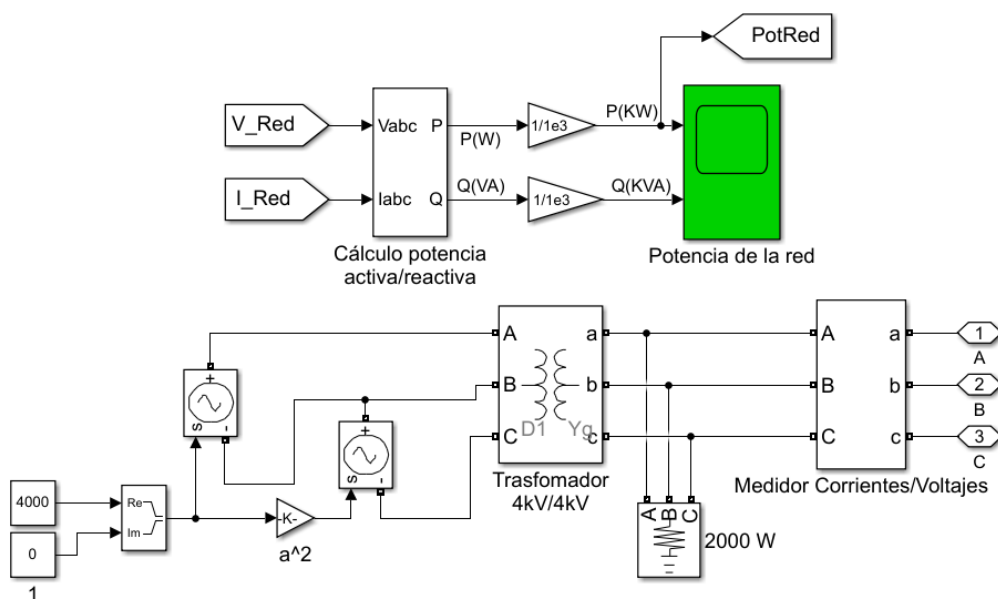 PotRed
V_Red
I_Red
Vabc
P
Iabc
Q
P(W)
Q(VA)
1/1e3
1/1e3
P(KW)
Q(KVA)
Cálculo potencia
activa/reactiva
Potencia de la red
+
s
-
+
s
-
4000
0
1
Re
Im
-K-
a^2
A
B
C
D1
Yg
a
b
c
Trasfomador
4kV/4kV
A
B
C
2000 W
A
B
C
a
b
c
Medidor Corrientes/Voltajes
1
A
2
B
3
C